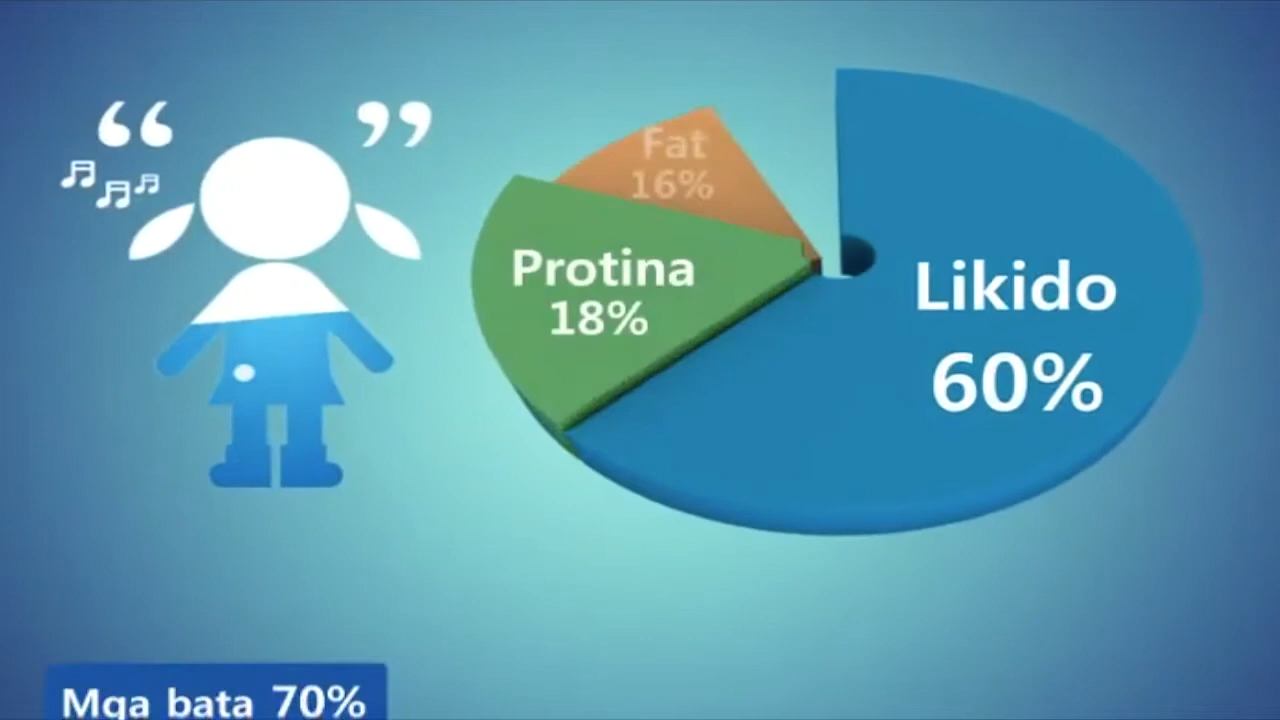 “ ”
Fat
16%
Protina
18%
Likido
60%
Mga bata 70%